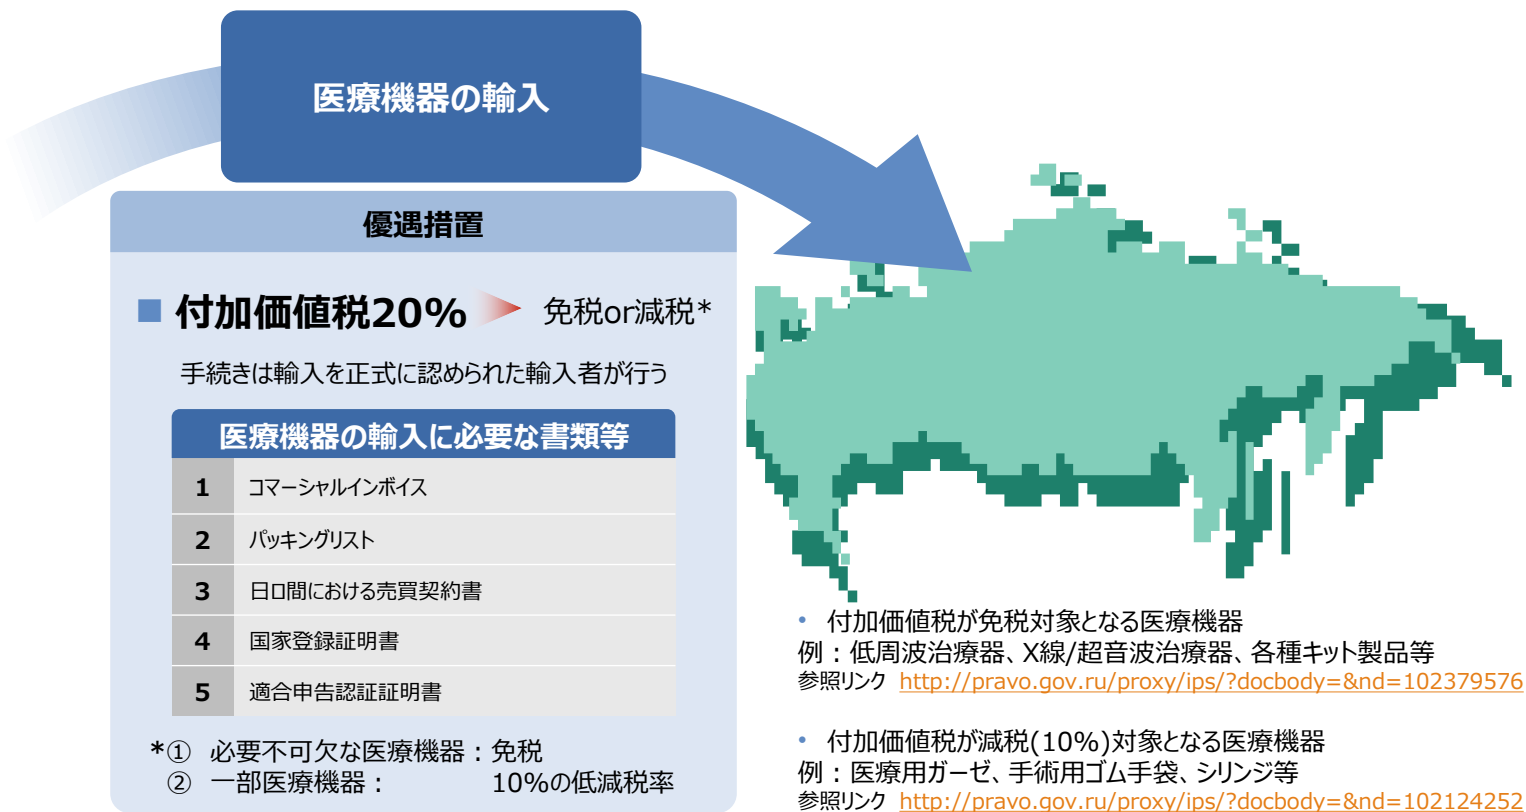 医療機器の輸入
優遇措置
■ 付加価値税20% 免税or減税*
手続きは輸入を正式に認められた輸入者が行う
医療機器の輸入に必要な書類等
1 コマーシャルインボイス
2 パッキングリスト
3 日ロ間における売買契約書
4 国家登録証明書
5 適合申告認証証明書
*① 必要不可欠な医療機器：免税
② 一部医療機器： 10%の低減税率
• 付加価値税が免税対象となる医療機器
例：低周波治療器、X線/超音波治療器、各種キット製品等
参照リンク http://pravo.gov.ru/proxy/ips/?docbody=&nd=102379576
• 付加価値税が減税(10%)対象となる医療機器
例：医療用ガーゼ、手術用ゴム手袋、シリンジ等
参照リンク http://pravo.gov.ru/proxy/ips/?docbody=&nd=102124252